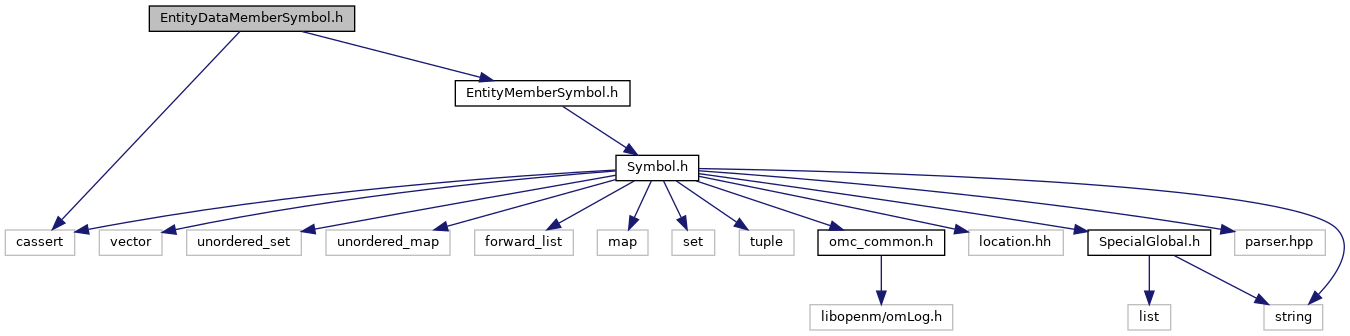 EntityDataMemberSymbol.h
EntityMemberSymbol.h
Symbol.h
cassert
vector
unordered_set
unordered_map
forward_list
map
set
tuple
omc_common.h
location.hh
SpecialGlobal.h
parser.hpp
libopenm/omLog.h
list
string